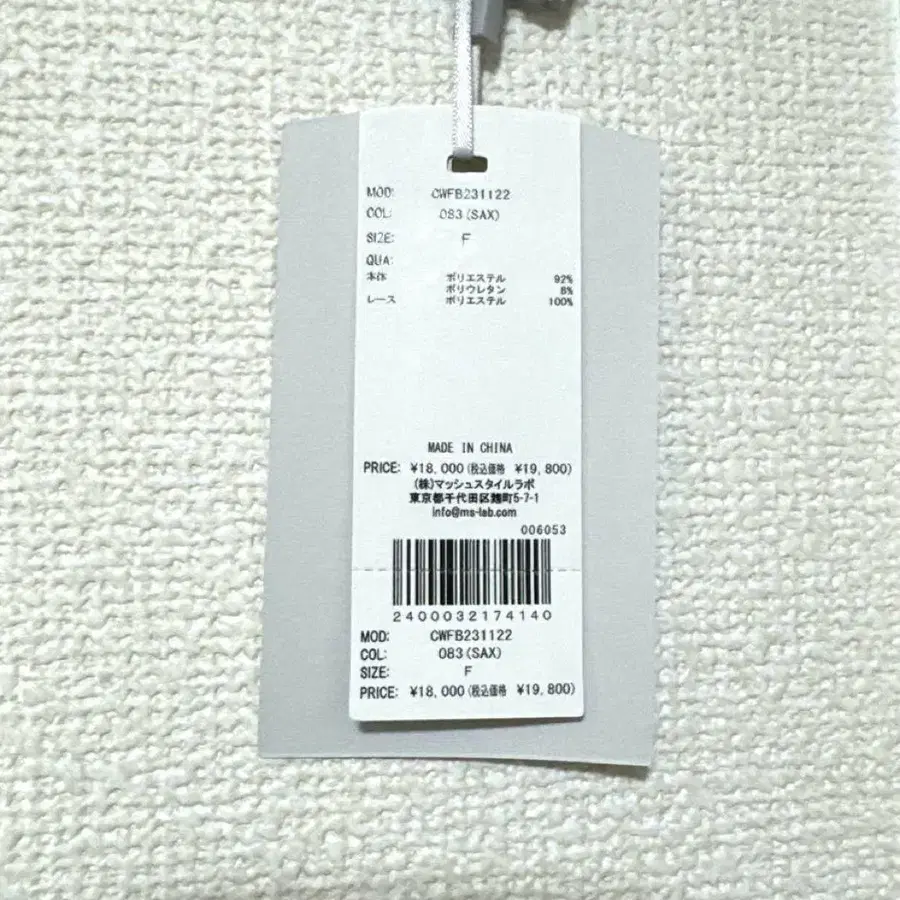 MOD: CWFB231122
COL: 083(SAX)
SIZE: F
QUA:
本体 ポリエステル 92%
ポリウレタン 8%
レース ポリエステル 100%
MADE IN CHINA
PRICE: ¥18,000(税込価格 ¥19,800)
(株)マッシュスタイルラボ
東京都千代田区麹町5-7-1
info@ms-lab.com
006053
2400032174140
MOD: CWFB231122
COL: 083(SAX)
SIZE: F
PRICE: ¥18,000(税込価格 ¥19,800)